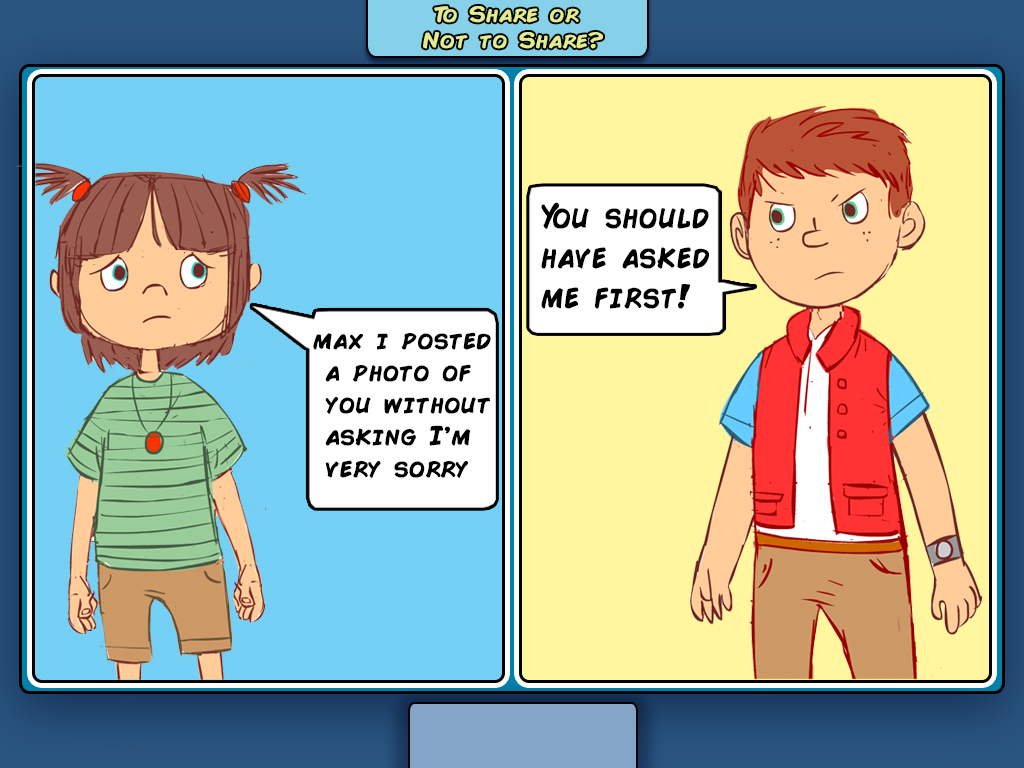 To Share or
Not to Share?
MAX I POSTED
A PHOTO OF
YOU WITHOUT
ASKING I'M
VERY SORRY
YOU SHOULD
HAVE ASKED
ME FIRST!